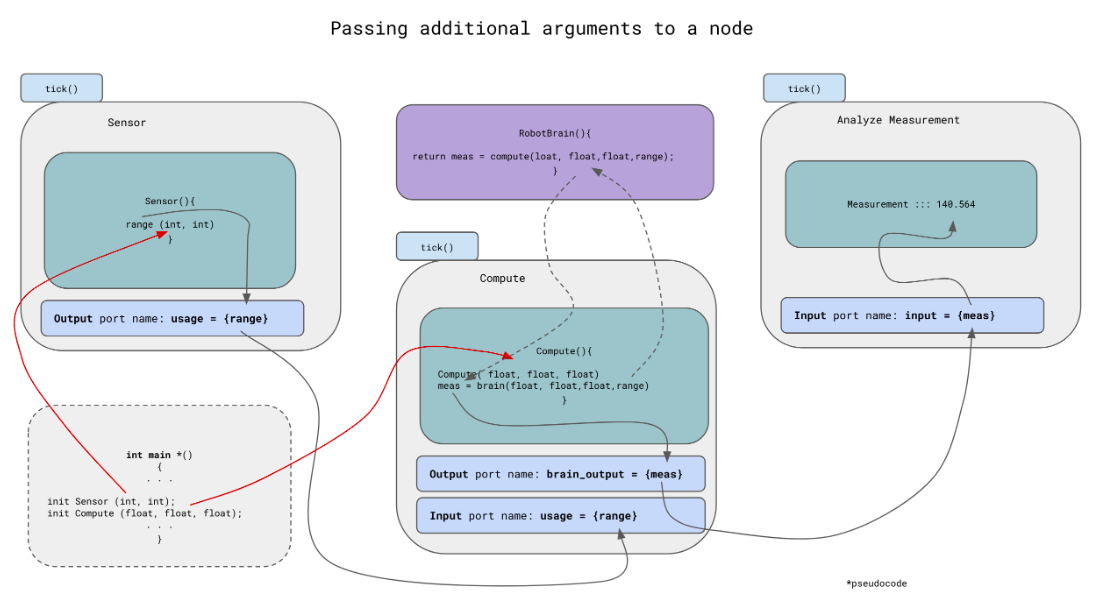 Passing additional arguments to a node
tick()
Sensor
Sensor(){
range (int, int)
}
Output port name: usage = {range}
int main *()
{
. . .
init Sensor (int, int);
init Compute (float, float, float);
. . .
}
RobotBrain(){
return meas = compute(loat, float,float,range);
}
tick()
Compute
Compute(){
Compute( float, float, float)
meas = brain(float, float,float,range)
}
Output port name: brain_output = {meas}
Input port name: usage = {range}
tick()
Analyze Measurement
Measurement ::: 140.564
Input port name: input = {meas}
*pseudocode